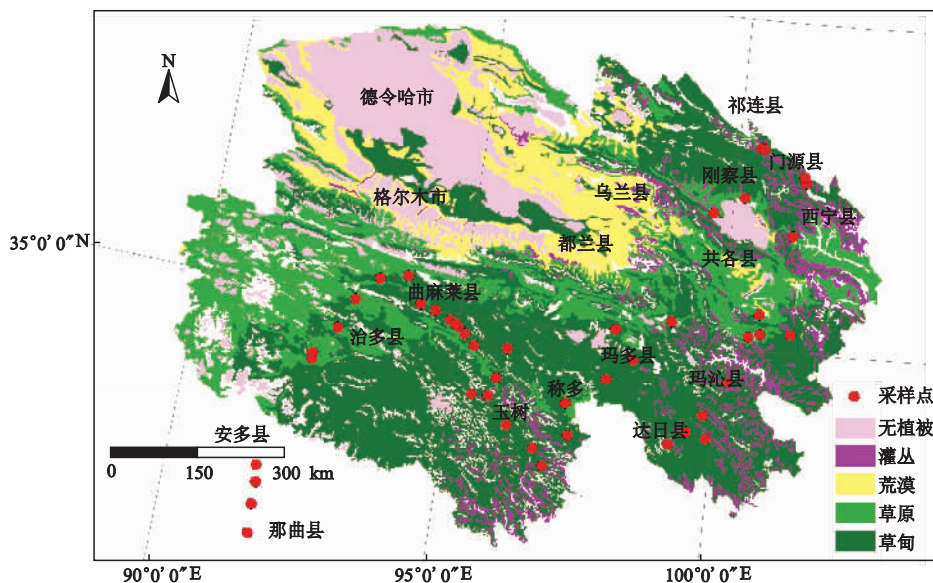 N
祁连县
德令哈市
门源县
刚察县
格尔木市
乌兰县
西宁县
35°0′0″N
都兰县
共各县
曲麻莱县
治多县
玛多县
玛沁县
称多
玉树
达日县
安多县
0 150 300 km
那曲县
采样点
无植被
灌丛
荒漠
草原
草甸
90°0′0″E
95°0′0″E
100°0′0″E